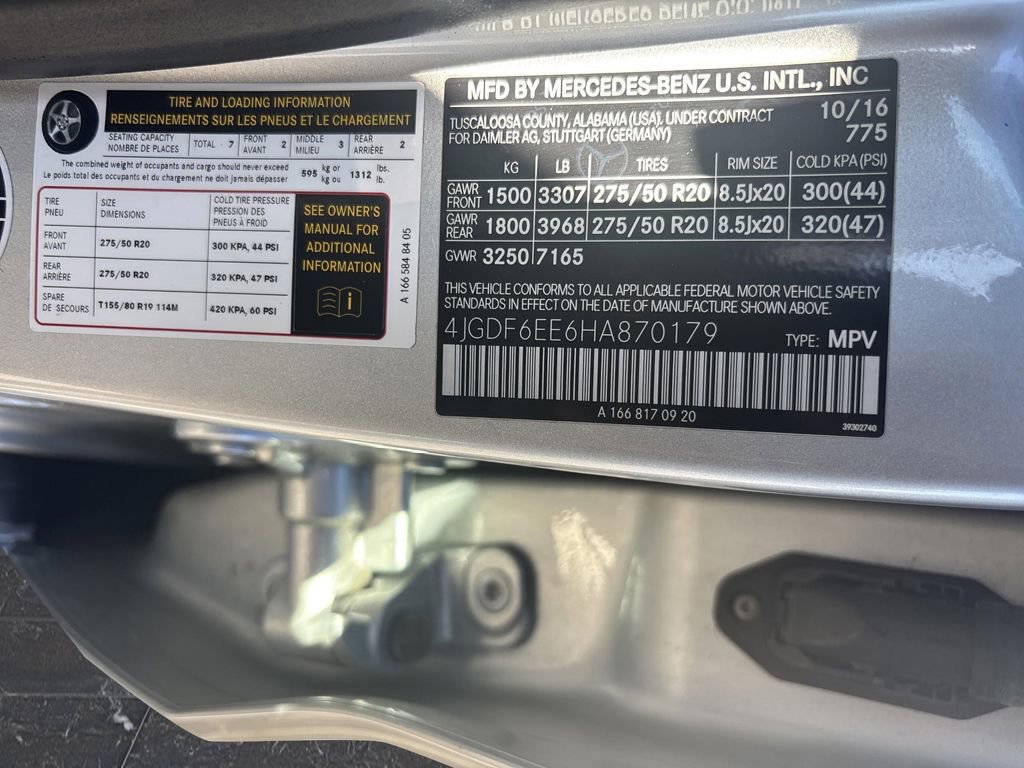 TIRE AND LOADING INFORMATION
RENSEIGNEMENTS SUR LES PNEUS ET LE CHARGEMENT
SEATING CAPACITY
NOMBRE DE PLACES
TOTAL - 7
FRONT
AVANT
2
MIDDLE
MILIEU
3
REAR
ARRIÈRE
2
The combined weight of occupants and cargo should never exceed
Le poids total des occupants et du chargement ne doit jamais dépasser
595
kg or
kg ou
1312
lbs.
lb.
TIRE
PNEU
SIZE
DIMENSIONS
COLD TIRE PRESSURE
PRESSION DES
PNEUS À FROID
FRONT
AVANT
275/50 R20
300 KPA, 44 PSI
REAR
ARRIÈRE
275/50 R20
320 KPA, 47 PSI
SPARE
DE SECOURS
T155/80 R19 114M
420 KPA, 60 PSI
SEE OWNER'S
MANUAL FOR
ADDITIONAL
INFORMATION
A 166 584 84 05
MFD BY MERCEDES-BENZ U.S. INTL., INC
TUSCALOOSA COUNTY, ALABAMA (USA), UNDER CONTRACT
FOR DAIMLER AG, STUTTGART (GERMANY)
10/16
775
KG LB TIRES RIM SIZE COLD KPA (PSI)
GAWR
FRONT
1500 3307 275/50 R20 8.5Jx20 300(44)
GAWR
REAR
1800 3968 275/50 R20 8.5Jx20 320(47)
GWR 3250 7165
THIS VEHICLE CONFORMS TO ALL APPLICABLE FEDERAL MOTOR VEHICLE SAFETY
STANDARDS IN EFFECT ON THE DATE OF MANUFACTURE SHOWN ABOVE.
4JGDF6EE6HA870179
TYPE: MPV
A 166 817 09 20
39302740